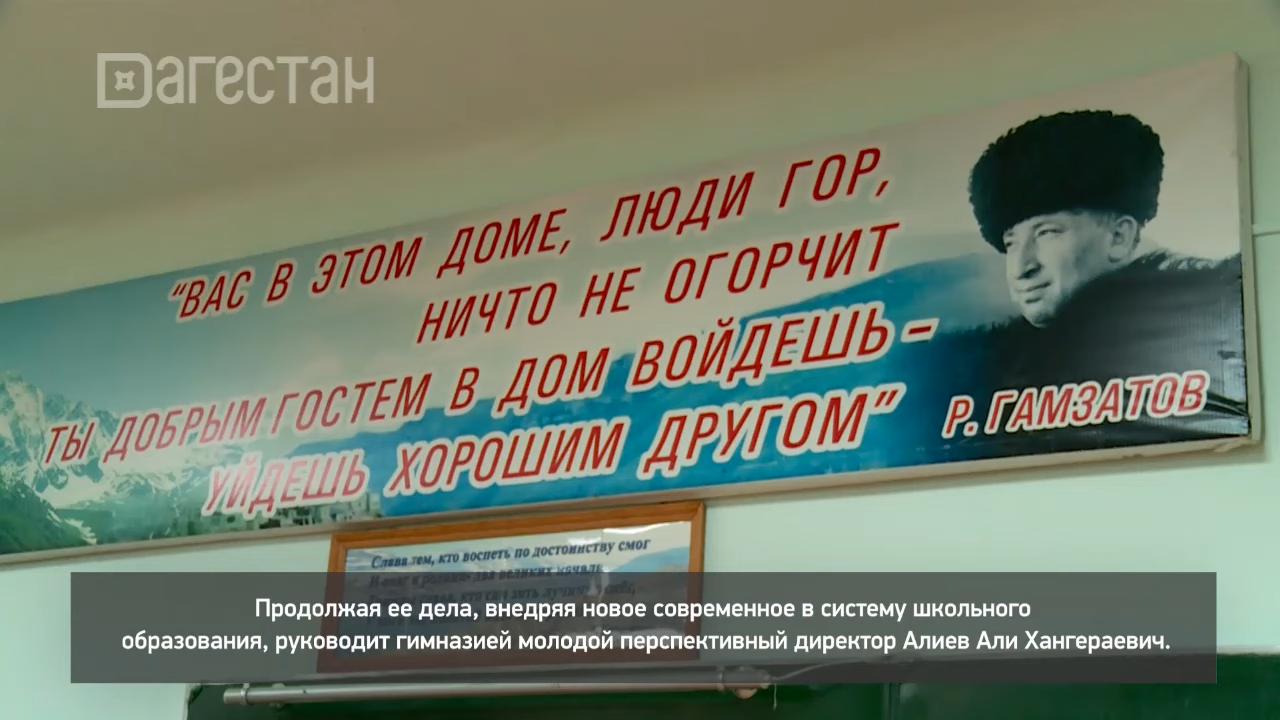 Дагестан
"ВАС В ЭТОМ ДОМЕ, ЛЮДИ ГОР,
НИЧТО НЕ ОГОРЧИТ
ТЫ ДОБРЫМ ГОСТЕМ В ДОМ ВОЙДЕШЬ –
УЙДЕШЬ ХОРОШИМ ДРУГОМ"
Р. ГАМЗАТОВ
Слава тем, кто воспеть по достоинству смог
великих начала
Продолжая ее дела, внедряя новое современное в систему школьного
образования, руководит гимназией молодой перспективный директор Алиев Али Хангераевич.